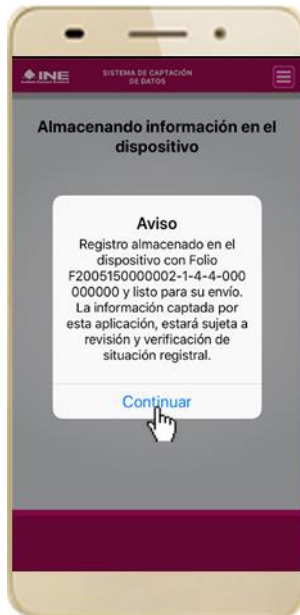 INE
SISTEMA DE CAPTACIÓN
DE DATOS
Almacenando información en el
dispositivo
Aviso
Registro almacenado en el
dispositivo con Folio
F2005150000002-1-4-4-000
000000 y listo para su envío.
La información captada por
esta aplicación, estará sujeta a
revisión y verificación de
situación registral.
Continuar